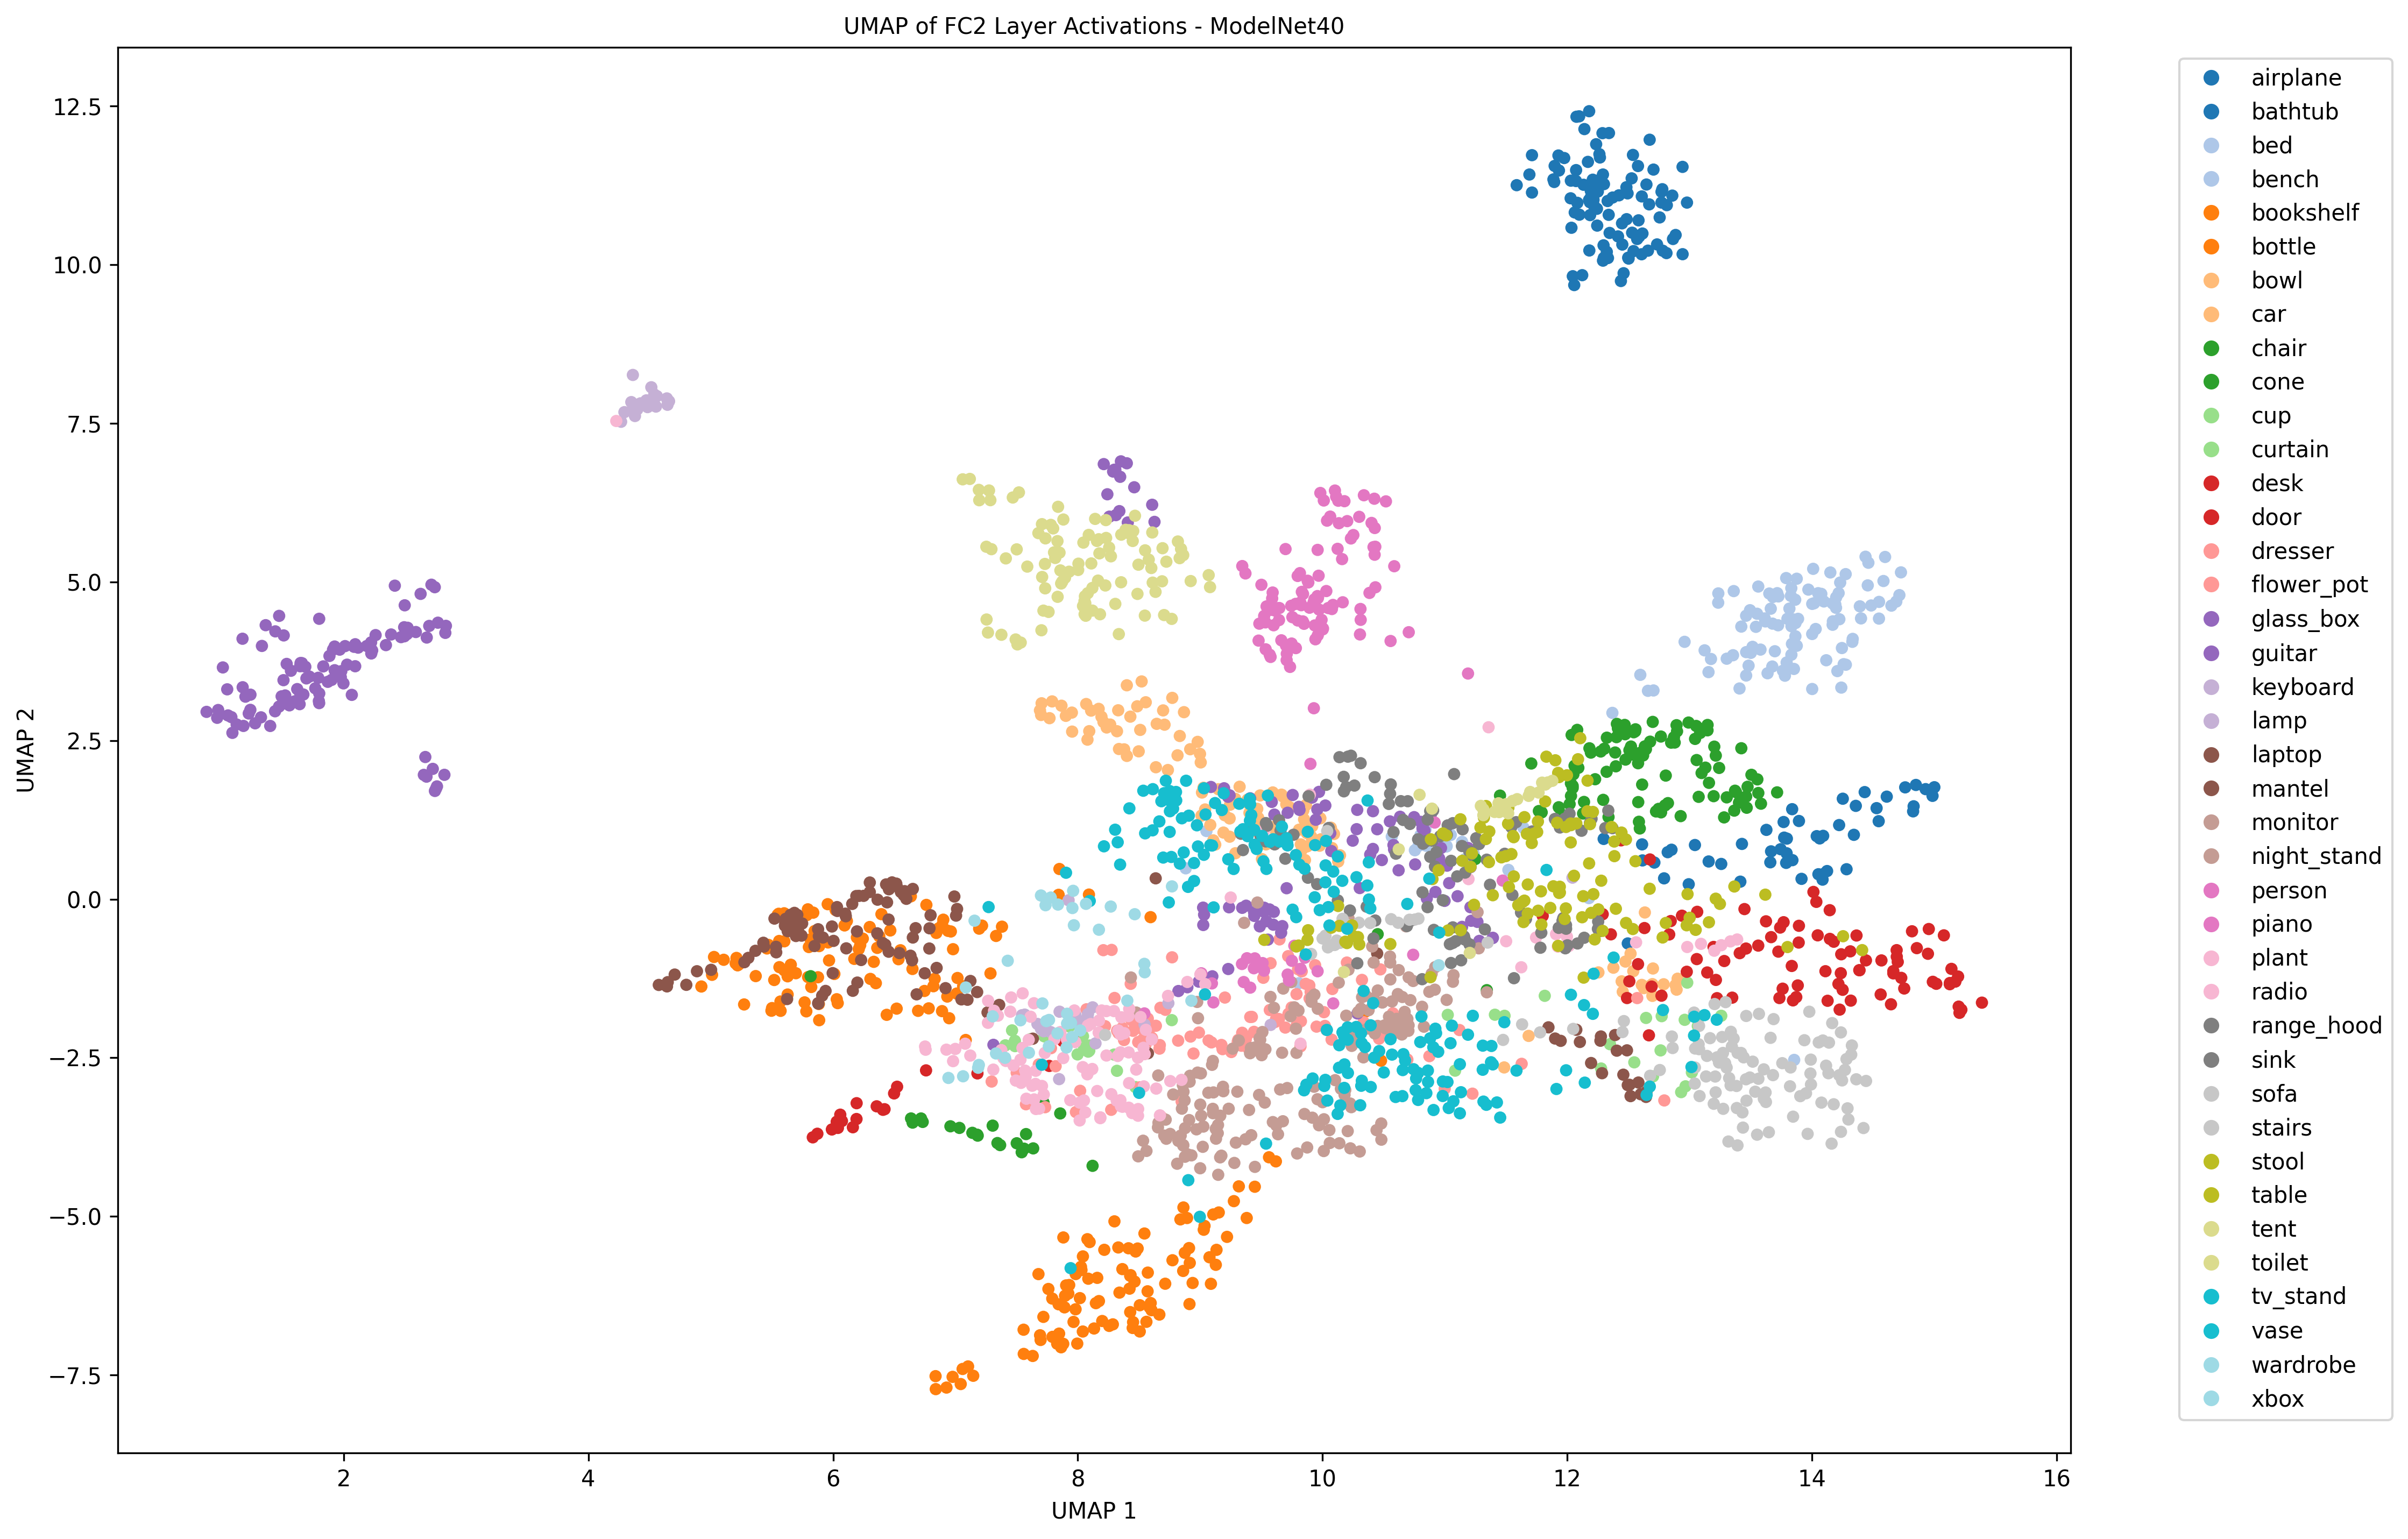 UMAP of FC2 Layer Activations - ModelNet40
12.5
10.0
7.5
5.0
2.5
0.0
−2.5
−5.0
−7.5
UMAP 2
2 4 6 8 10 12 14 16
UMAP 1
airplane
bathtub
bed
bench
bookshelf
bottle
bowl
car
chair
cone
cup
curtain
desk
door
dresser
flower_pot
glass_box
guitar
keyboard
lamp
laptop
mantel
monitor
night_stand
person
piano
plant
radio
range_hood
sink
sofa
stairs
stool
table
tent
toilet
tv_stand
vase
wardrobe
xbox